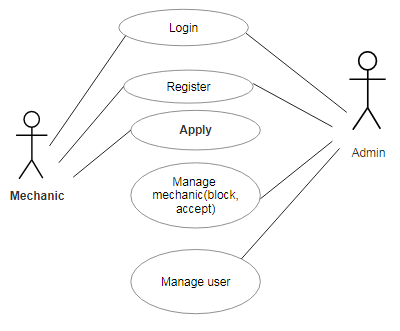 Login
Register
Apply
Admin
Manage
mechanic(block,
accept)
Mechanic
Manage user